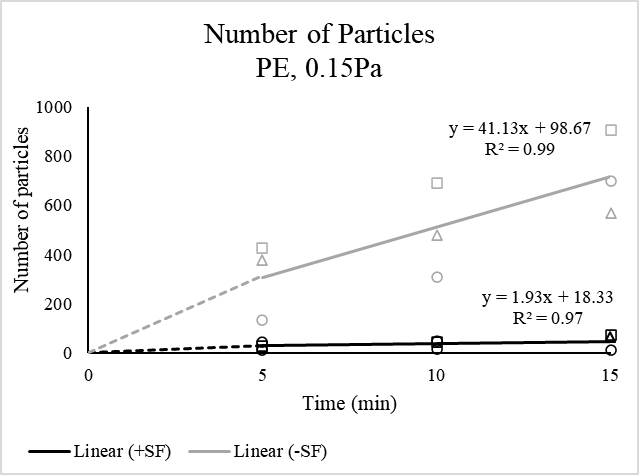 Number of Particles
PE, 0.15Pa
Number of particles
1000
800
600
400
200
0
y = 41.13x + 98.67
R² = 0.99
y = 1.93x + 18.33
R² = 0.97
0 5 10 15
Time (min)
Linear (+SF) Linear (-SF)